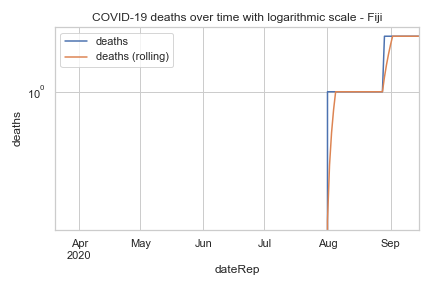 COVID-19 deaths over time with logarithmic scale - Fiji
deaths
deaths (rolling)
10⁰
deaths
Apr
2020
May
Jun
Jul
Aug
Sep
dateRep